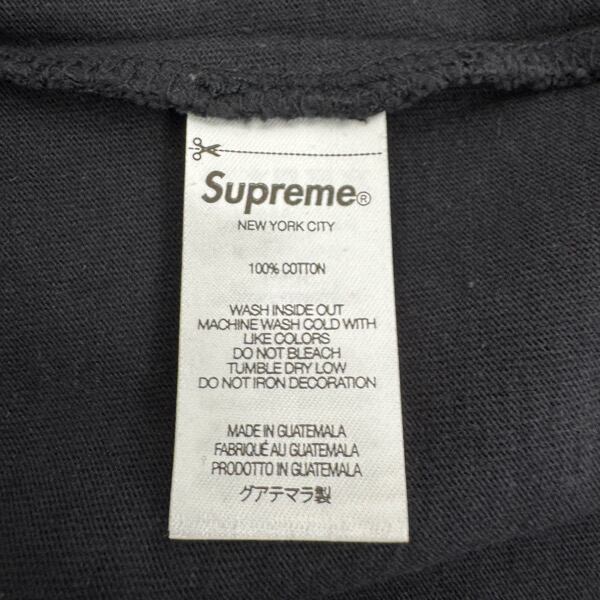 Supreme®
NEW YORK CITY
100% COTTON
WASH INSIDE OUT
MACHINE WASH COLD WITH
LIKE COLORS
DO NOT BLEACH
TUMBLE DRY LOW
DO NOT IRON DECORATION
MADE IN GUATEMALA
FABRIQUÉ AU GUATEMALA
PRODOTTO IN GUATEMALA
グアテマラ製